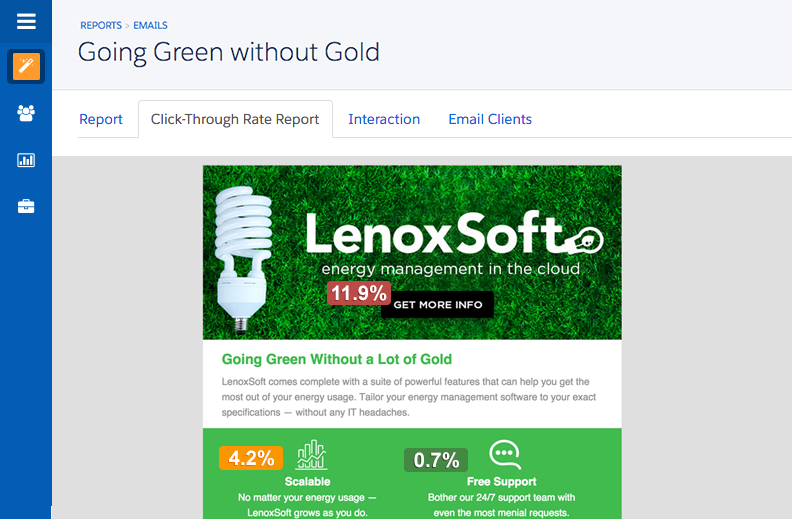 REPORTS > EMAILS
Going Green without Gold
Report Click-Through Rate Report Interaction Email Clients
LenoxSoft
energy management in the cloud
11.9%
GET MORE INFO
Going Green Without a Lot of Gold
LenoxSoft comes complete with a suite of powerful features that can help you get the
most out of your energy usage. Tailor your energy management software to your exact
specifications — without any IT headaches.
4.2%
Scalable
No matter your energy usage —
LenoxSoft grows as you do.
0.7%
Free Support
Bother our 24/7 support team with
even the most menial requests.